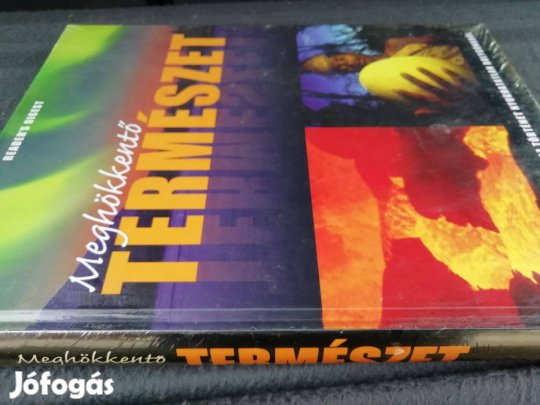 READER'S DIGEST
Meghökkentő
TERMÉSZET
Meghökkentő
TERMÉSZET
Jófogás